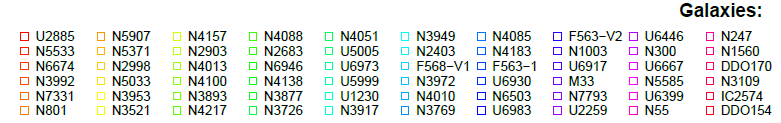 Galaxies:
U2885 N5907 N4157 N4088 N4051 N3949 N4085 F563−V2 U6446 N247
N5533 N5371 N2903 N2683 U5005 N2403 N4183 N1003 N300 N1560
N6674 N2998 N4013 N6946 U6973 F568−V1 F563−1 U6917 U6667 DDO170
N3992 N5033 N4100 N4138 U5999 N3972 U6930 M33 N5585 N3109
N7331 N3953 N3893 N3877 U1230 N4010 N6503 N7793 U6399 IC2574
N801 N3521 N4217 N3726 N3917 N3769 U6983 U2259 N55 DDO154